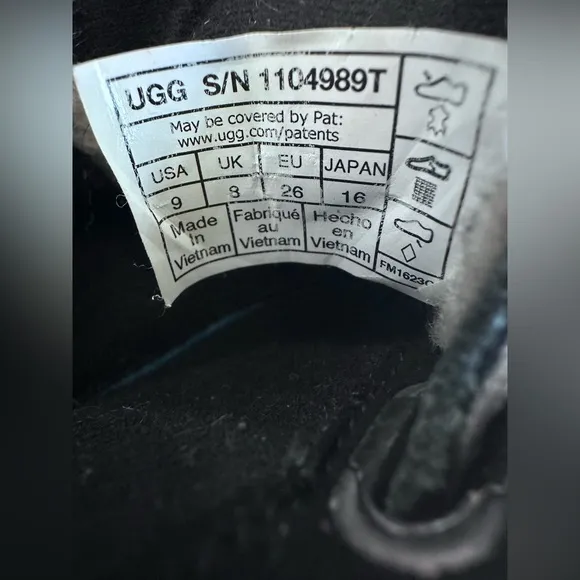 UGG S/N 1104989T
May be covered by Pat:
www.ugg.com/patents
USA UK EU JAPAN
9 8 26 16
Made in Vietnam
Fabriqué au Vietnam
Hecho en Vietnam
FM1623C